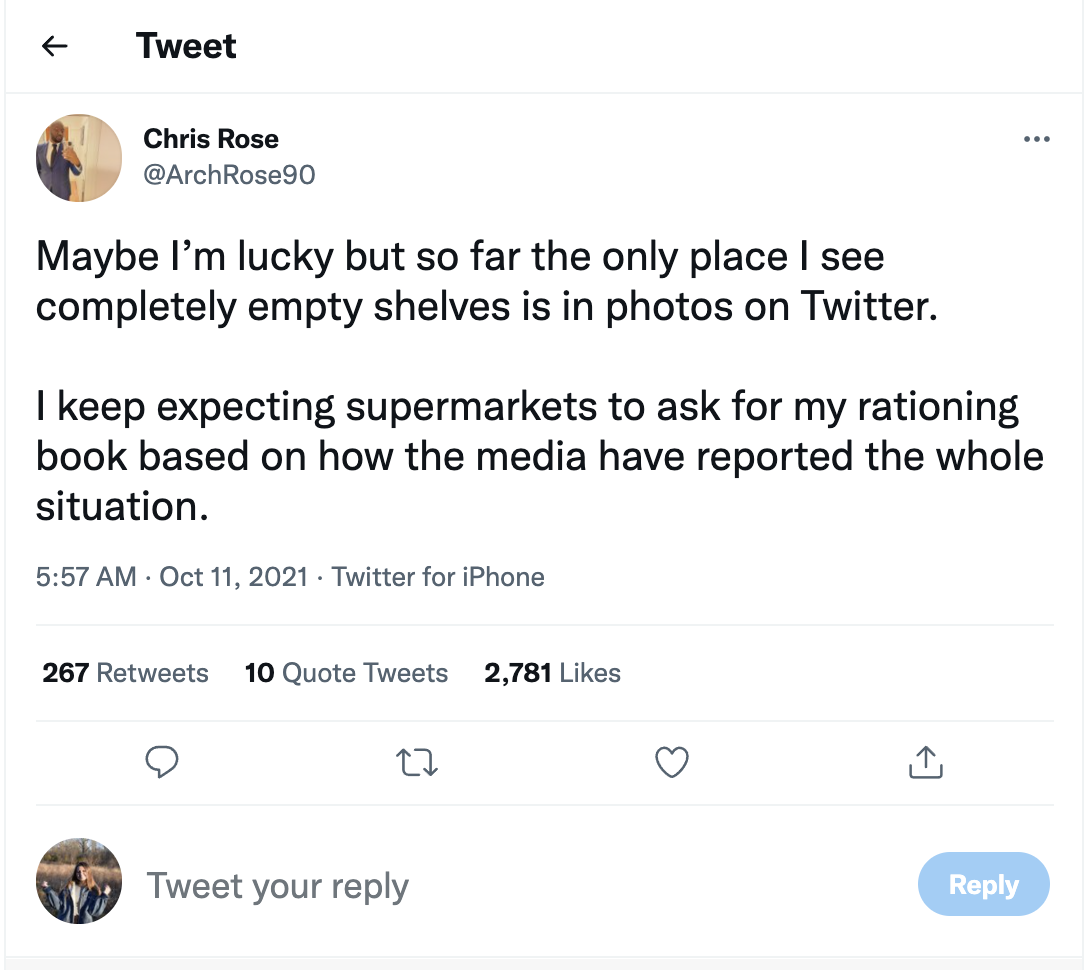 Tweet
Chris Rose
@ArchRose90
Maybe I’m lucky but so far the only place I see
completely empty shelves is in photos on Twitter.
I keep expecting supermarkets to ask for my rationing
book based on how the media have reported the whole
situation.
5:57 AM · Oct 11, 2021 · Twitter for iPhone
267 Retweets 10 Quote Tweets 2,781 Likes
Tweet your reply
Reply